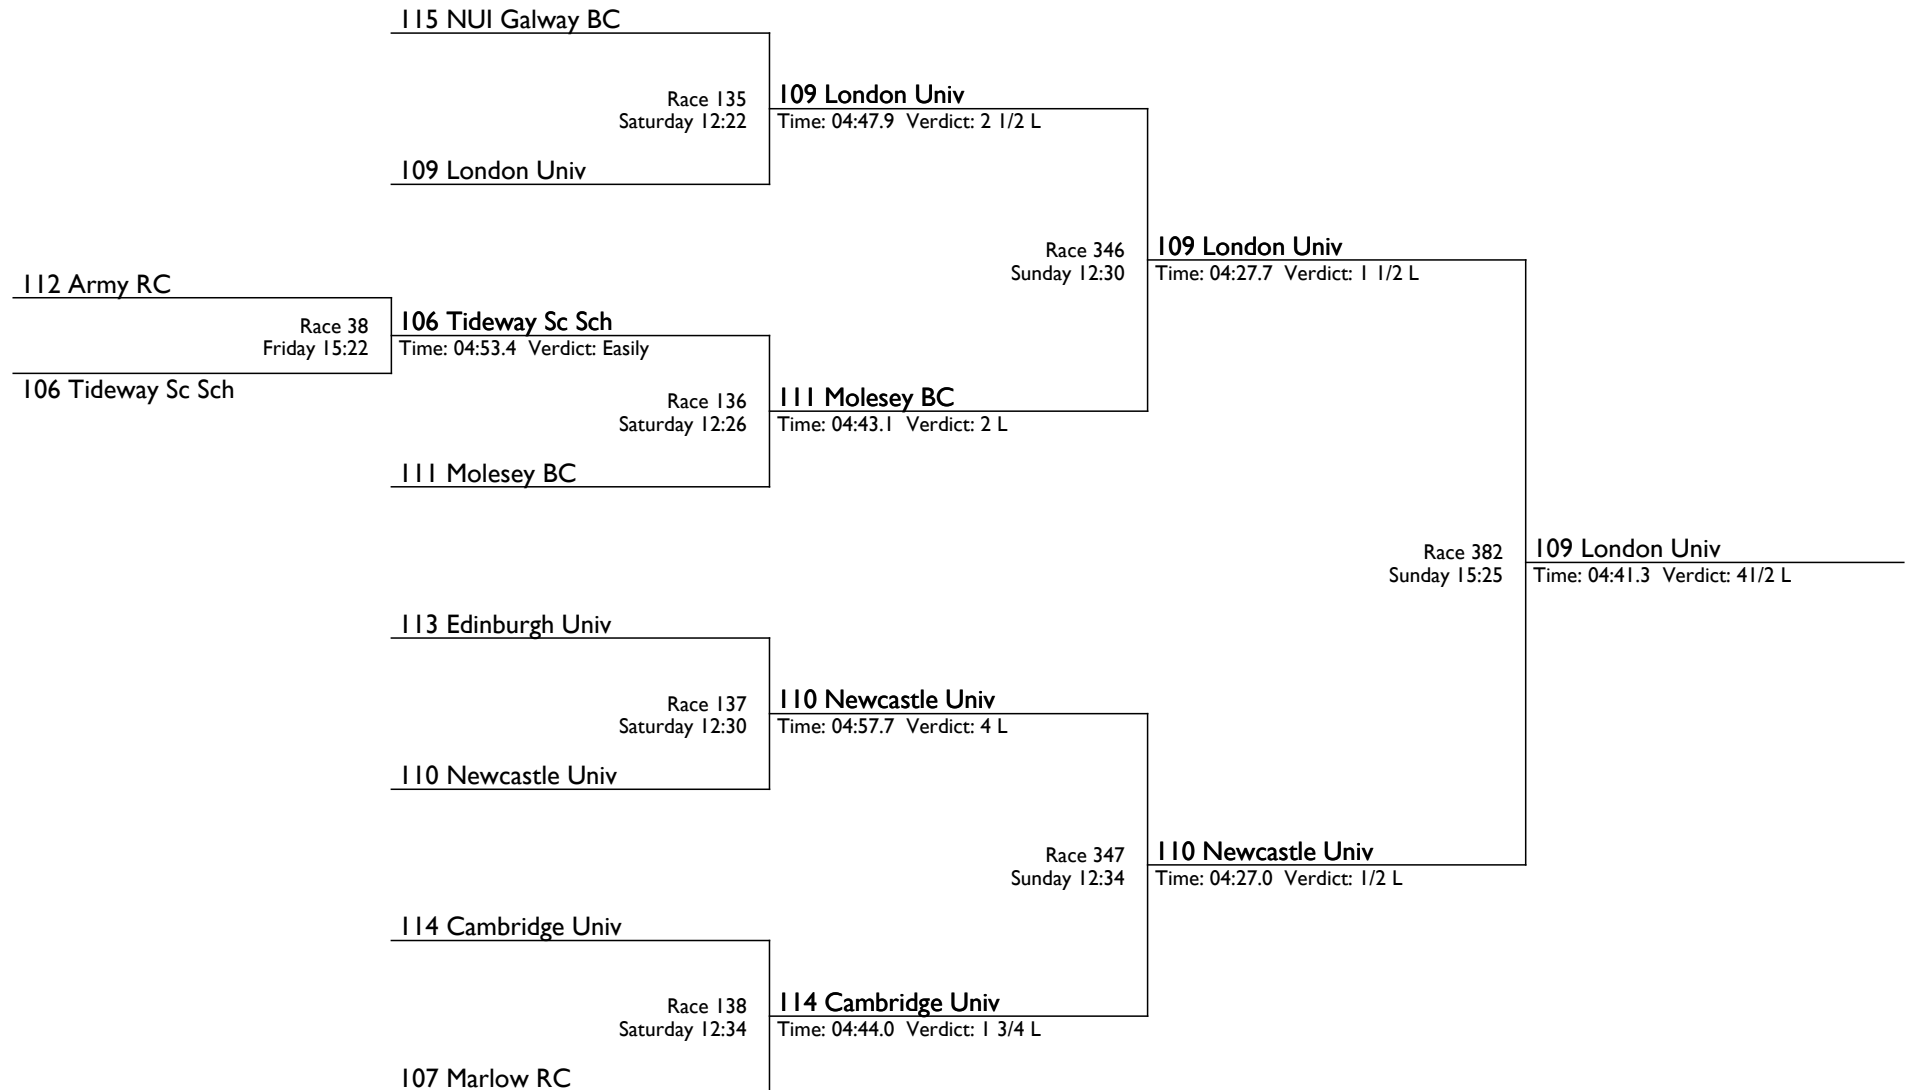 115 NUI Galway BC
Race 135
Saturday 12:22
109 London Univ
Time: 04:47.9 Verdict: 2 1/2 L
109 London Univ
Race 346
Sunday 12:30
109 London Univ
Time: 04:27.7 Verdict: 1 1/2 L
112 Army RC
Race 38
Friday 15:22
106 Tideway Sc Sch
Time: 04:53.4 Verdict: Easily
106 Tideway Sc Sch
Race 136
Saturday 12:26
111 Molesey BC
Time: 04:43.1 Verdict: 2 L
111 Molesey BC
Race 382
Sunday 15:25
109 London Univ
Time: 04:41.3 Verdict: 41/2 L
113 Edinburgh Univ
Race 137
Saturday 12:30
110 Newcastle Univ
Time: 04:57.7 Verdict: 4 L
110 Newcastle Univ
Race 347
Sunday 12:34
110 Newcastle Univ
Time: 04:27.0 Verdict: 1/2 L
114 Cambridge Univ
Race 138
Saturday 12:34
114 Cambridge Univ
Time: 04:44.0 Verdict: 1 3/4 L
107 Marlow RC